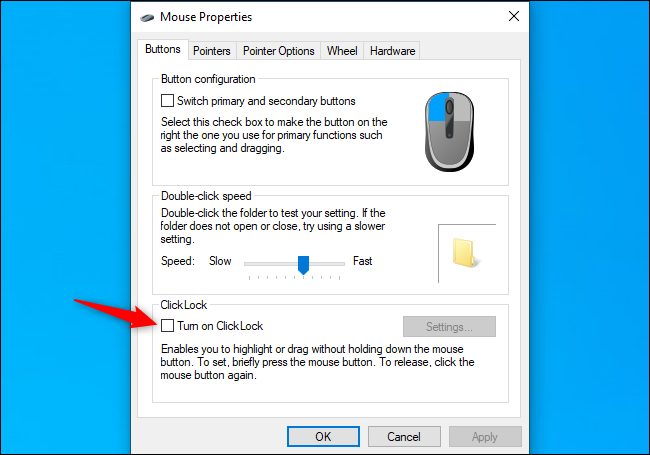 Mouse Properties
Buttons Pointers Pointer Options Wheel Hardware
Button configuration
Switch primary and secondary buttons
Select this check box to make the button on the
right the one you use for primary functions such
as selecting and dragging.
Double-click speed
Double-click the folder to test your setting. If the
folder does not open or close, try using a slower
setting.
Speed: Slow Fast
ClickLock
Turn on ClickLock Settings...
Enables you to highlight or drag without holding down the mouse
button. To set, briefly press the mouse button. To release, click the
mouse button again.
OK Cancel Apply